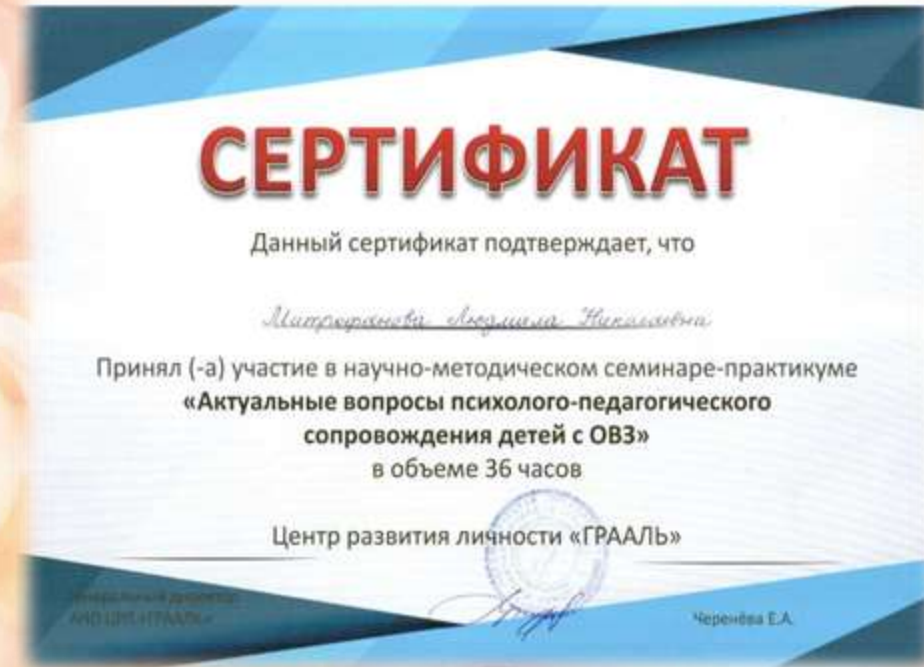 СЕРТИФИКАТ
Данный сертификат подтверждает, что
Митрофанова Людмила Николаевна
Принял (-а) участие в научно-методическом семинаре-практикуме
«Актуальные вопросы психолого-педагогического
сопровождения детей с ОВЗ»
в объеме 36 часов
Центр развития личности «ГРААЛЬ»
Генеральный директор
АНО ЦРЛ «ГРААЛЬ»
Черенёва Е.А.